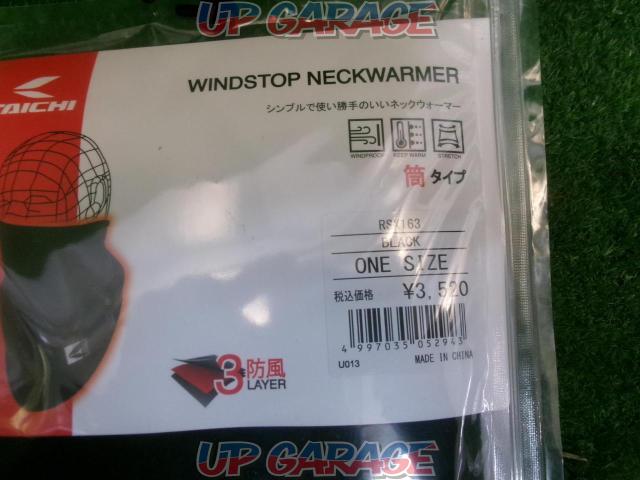 UP GARAGE
TAICHI
WINDSTOP NECKWARMER
シンプルで使い勝手のいいネックウォーマー
WINDPROOF KEEP WARM STRETCH
筒タイプ
RSX163
BLACK
ONE SIZE
税込価格 ¥3,520
4 997035 052943
U013 MADE IN CHINA
3層 防風
LAYER
UP GARAGE